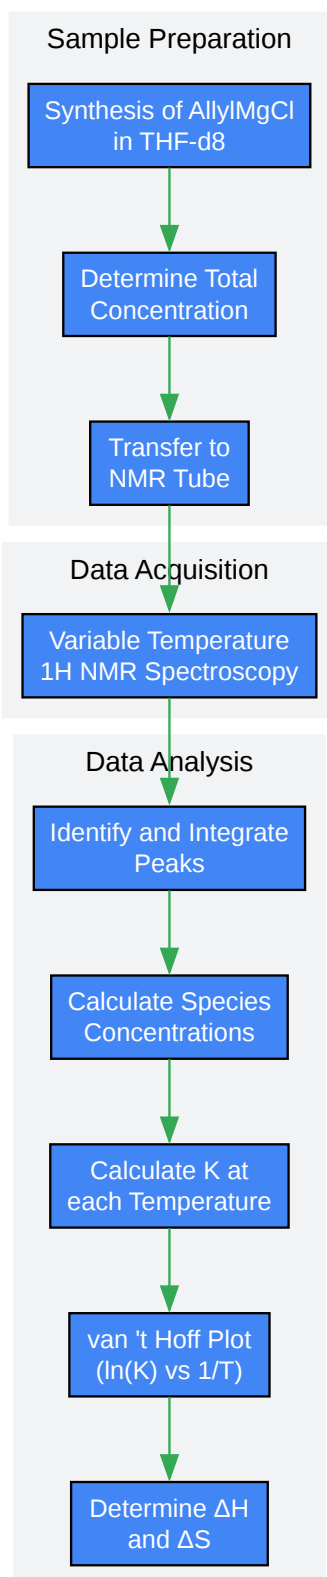 Sample Preparation
Synthesis of AllylMgCl
in THF-d8
Determine Total
Concentration
Transfer to
NMR Tube
Data Acquisition
Variable Temperature
1H NMR Spectroscopy
Data Analysis
Identify and Integrate
Peaks
Calculate Species
Concentrations
Calculate K at
each Temperature
van 't Hoff Plot
(ln(K) vs 1/T)
Determine ΔH
and ΔS